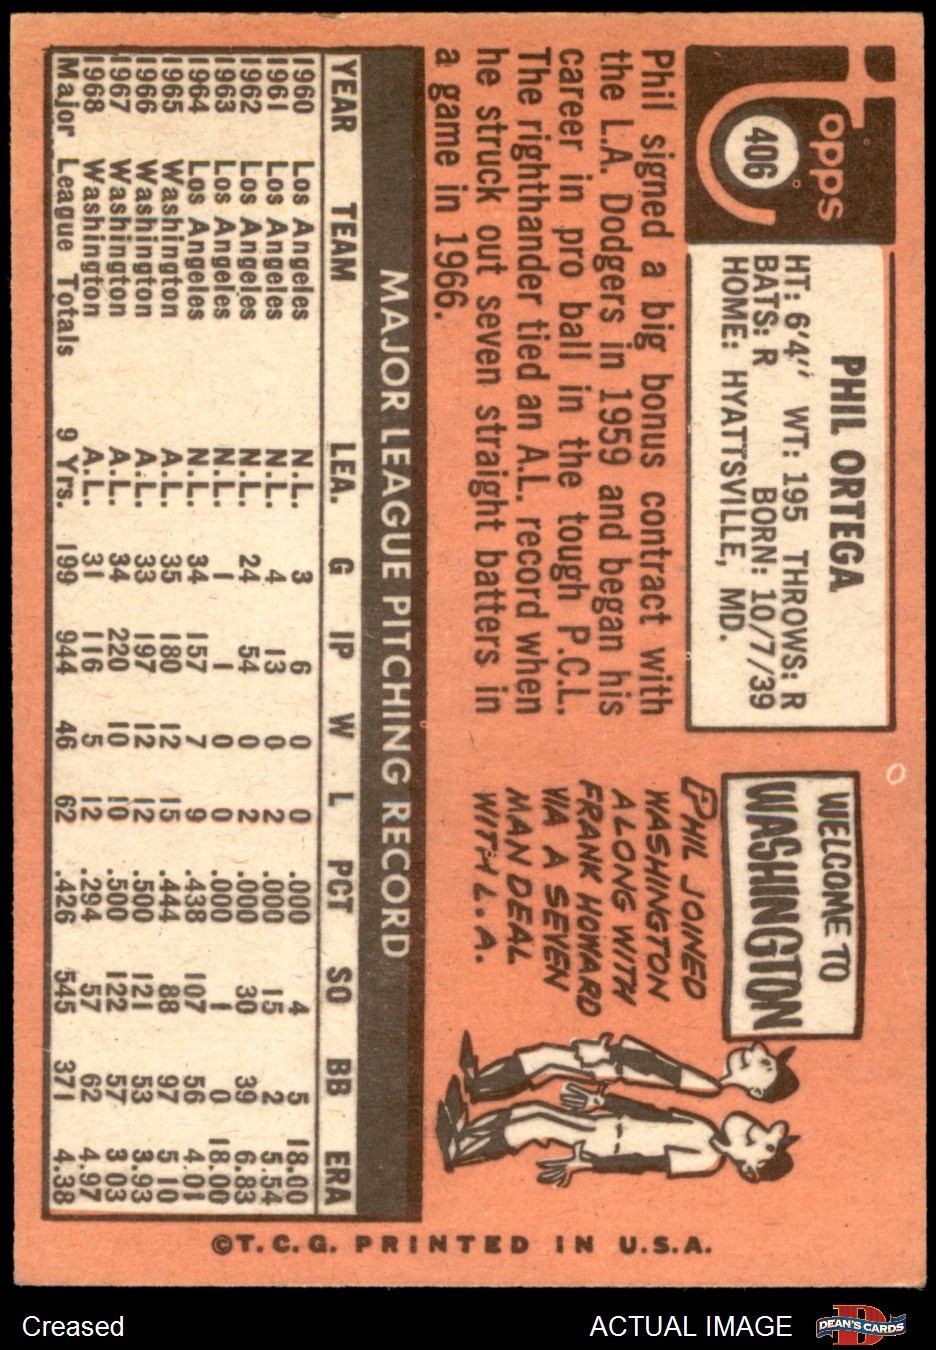 Topps
406
PHIL ORTEGA
HT: 6'4" WT: 195 THROWS: R
BATS: R BORN: 10/7/39
HOME: HYATTSVILLE, MD.
Phil signed a big bonus contract with
the L.A. Dodgers in 1959 and began his
career in pro ball in the tough P.C.L.
The righthander tied an A.L. record when
he struck out seven straight batters in
a game in 1966.
WELCOME TO
WASHINGTON
PHIL JOINED
WASHINGTON
ALONG WITH
FRANK HOWARD
VIA A SEVEN
MAN DEAL
WITH L.A.
MAJOR LEAGUE PITCHING RECORD
YEAR TEAM LEA. G IP W L PCT SO BB ERA
1960 Los Angeles N.L. 3 6 0 0 .000 4 5 18.00
1961 Los Angeles N.L. 4 13 0 2 .000 15 2 5.54
1962 Los Angeles N.L. 24 54 0 2 .000 30 39 6.83
1963 Los Angeles N.L. 1 1 0 0 .000 1 0 18.00
1964 Los Angeles N.L. 34 157 7 9 .438 107 56 4.01
1965 Washington A.L. 35 180 12 15 .444 88 97 5.10
1966 Washington A.L. 33 197 12 12 .500 121 53 3.93
1967 Washington A.L. 34 220 10 10 .500 122 57 3.03
1968 Washington A.L. 31 116 5 12 .294 57 62 4.97
Major League Totals 9 Yrs. 199 944 46 62 .426 545 371 4.38
©T.C.G. PRINTED IN U.S.A.
Creased
ACTUAL IMAGE
DEAN'S CARDS